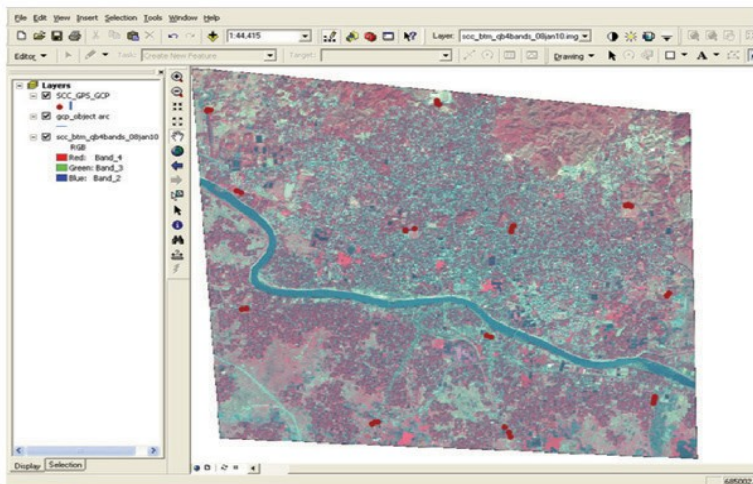 File Edit View Insert Selection Tools Window Help
1:44,415
Layer: scc_btm_qb4bands_08jan10.img
Editor Task: Create New Feature Target: Drawing A
Layers
SCC_GPS_GCP
gcp_object arc
scc_btm_qb4bands_08jan10
RGB
Red: Band_4
Green: Band_3
Blue: Band_2
Display Selection